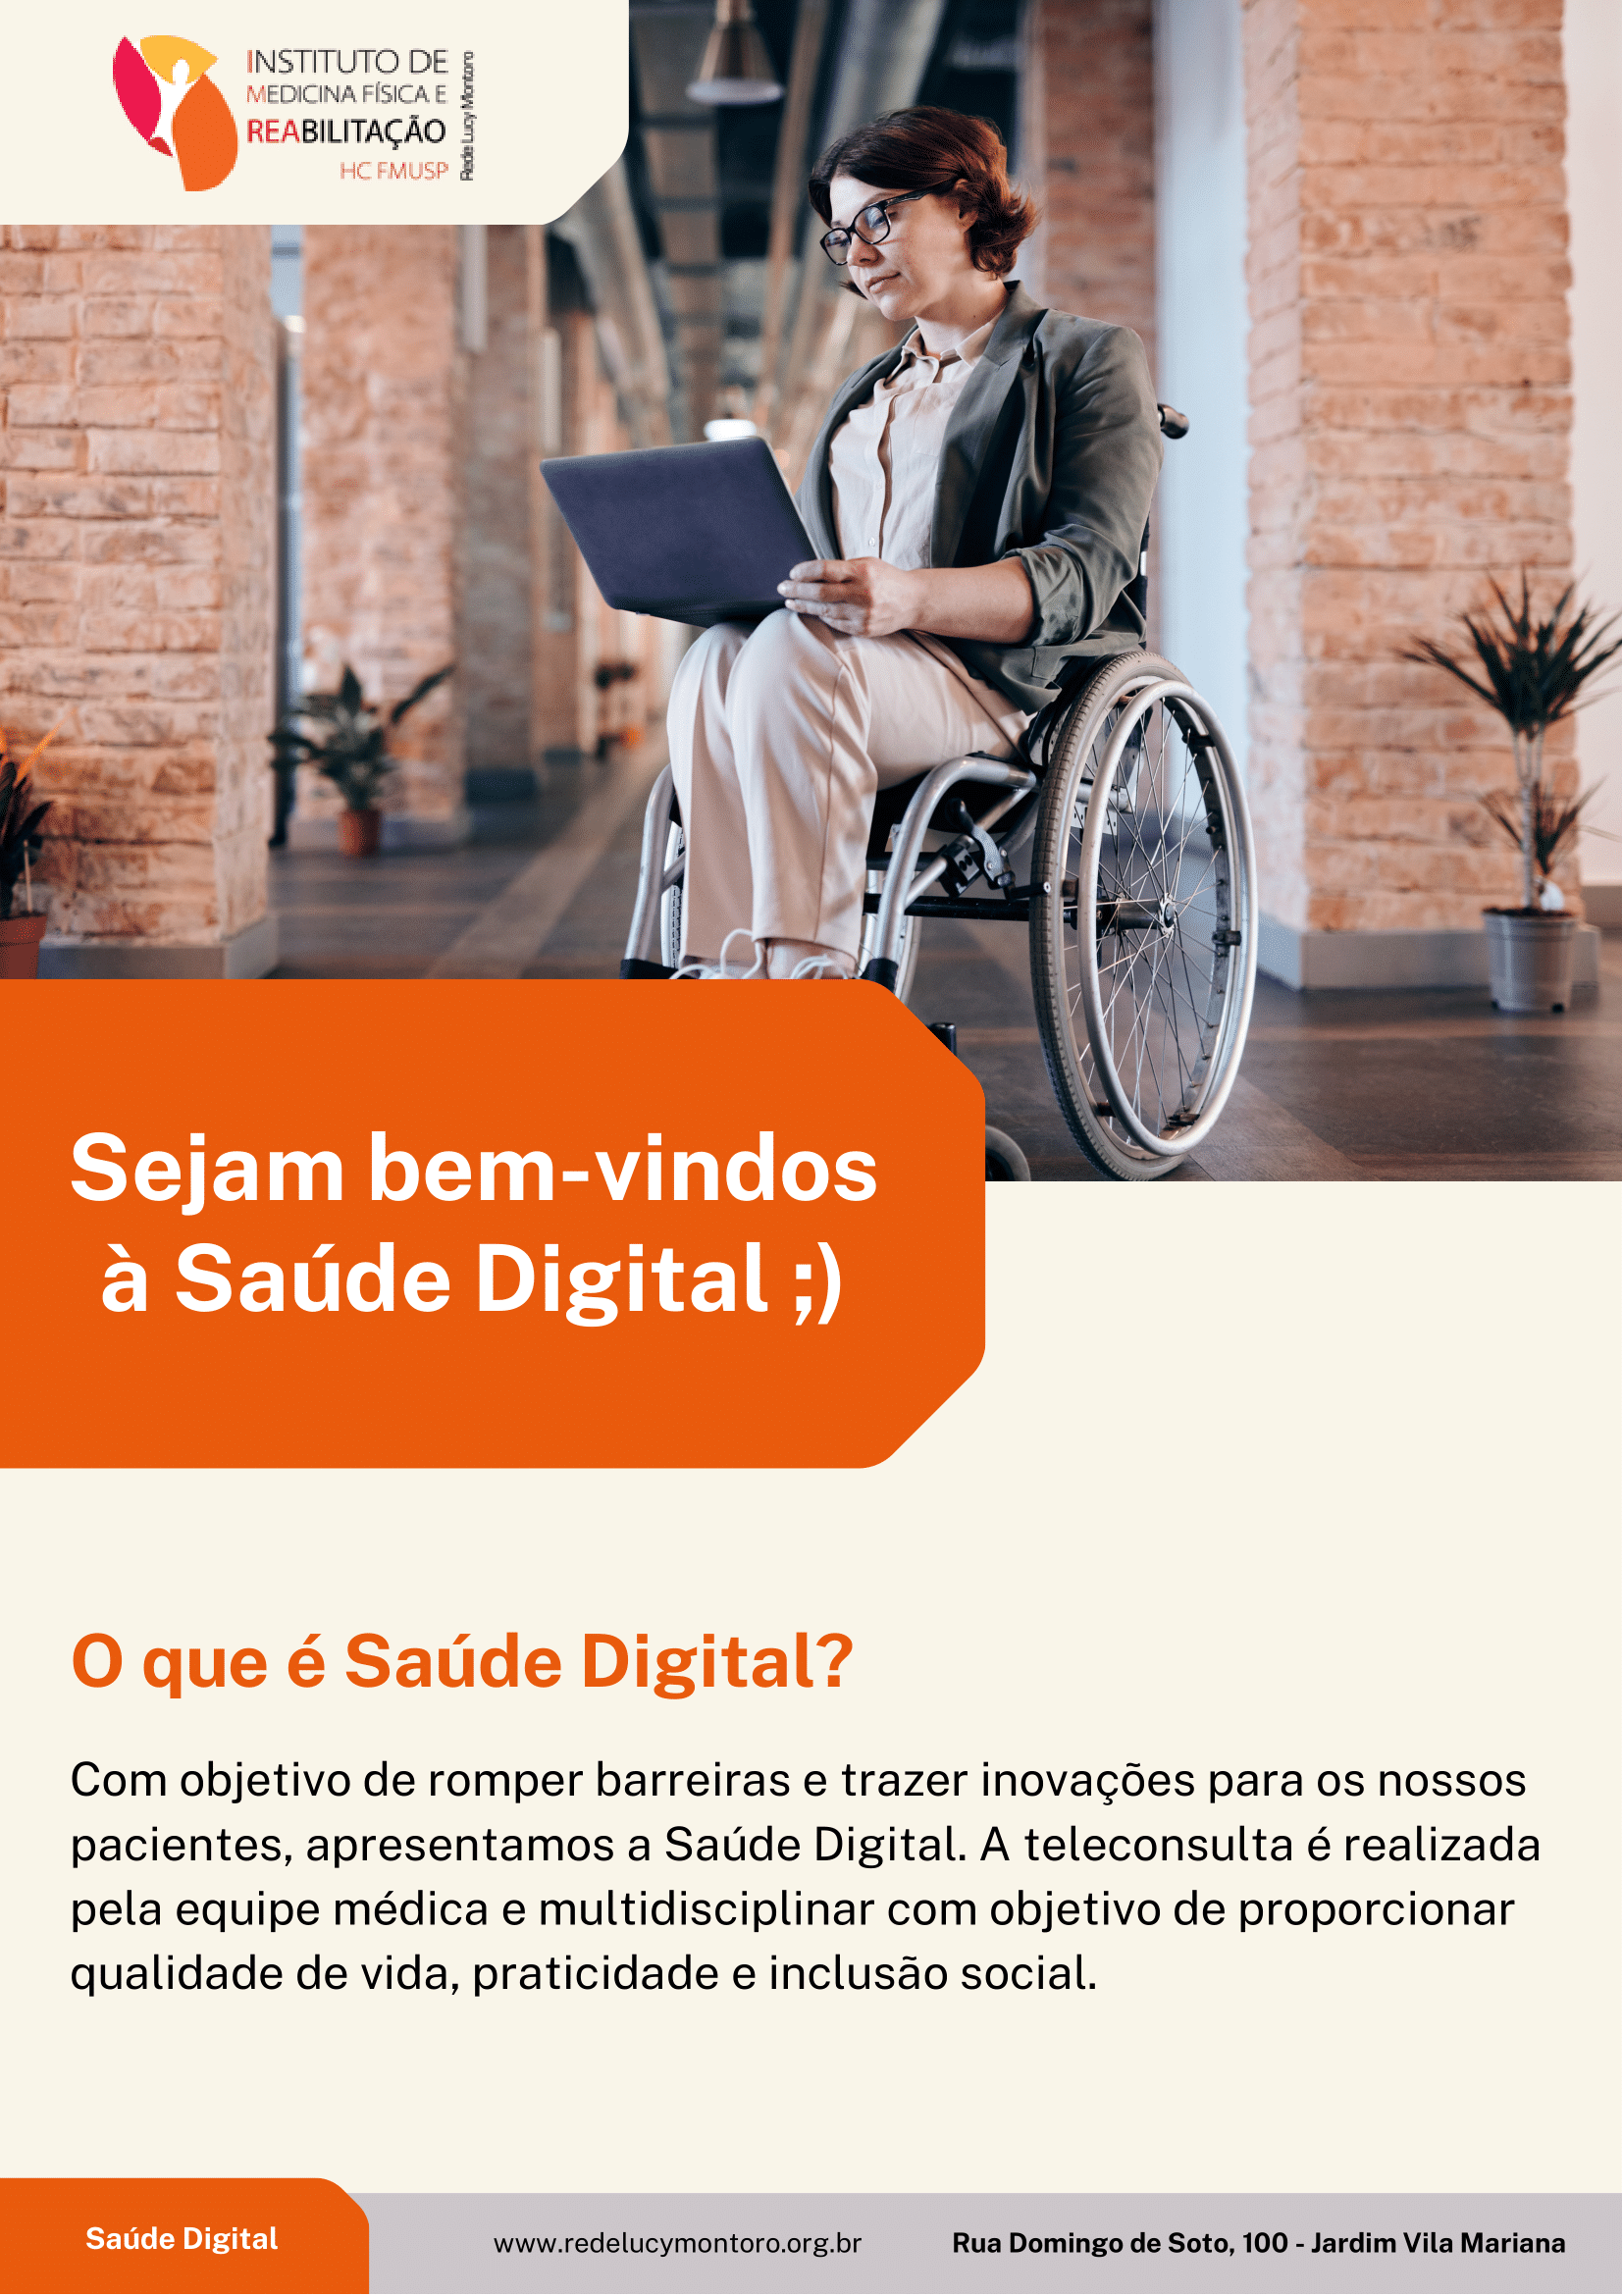 INSTITUTO DE
MEDICINA FÍSICA E
REABILITAÇÃO
HC FMUSP
Rede Lucy Montoro
Sejam bem-vindos
à Saúde Digital ;)
O que é Saúde Digital?
Com objetivo de romper barreiras e trazer inovações para os nossos
pacientes, apresentamos a Saúde Digital. A teleconsulta é realizada
pela equipe médica e multidisciplinar com objetivo de proporcionar
qualidade de vida, praticidade e inclusão social.
Saúde Digital
www.redelucymontoro.org.br
Rua Domingo de Soto, 100 - Jardim Vila Mariana